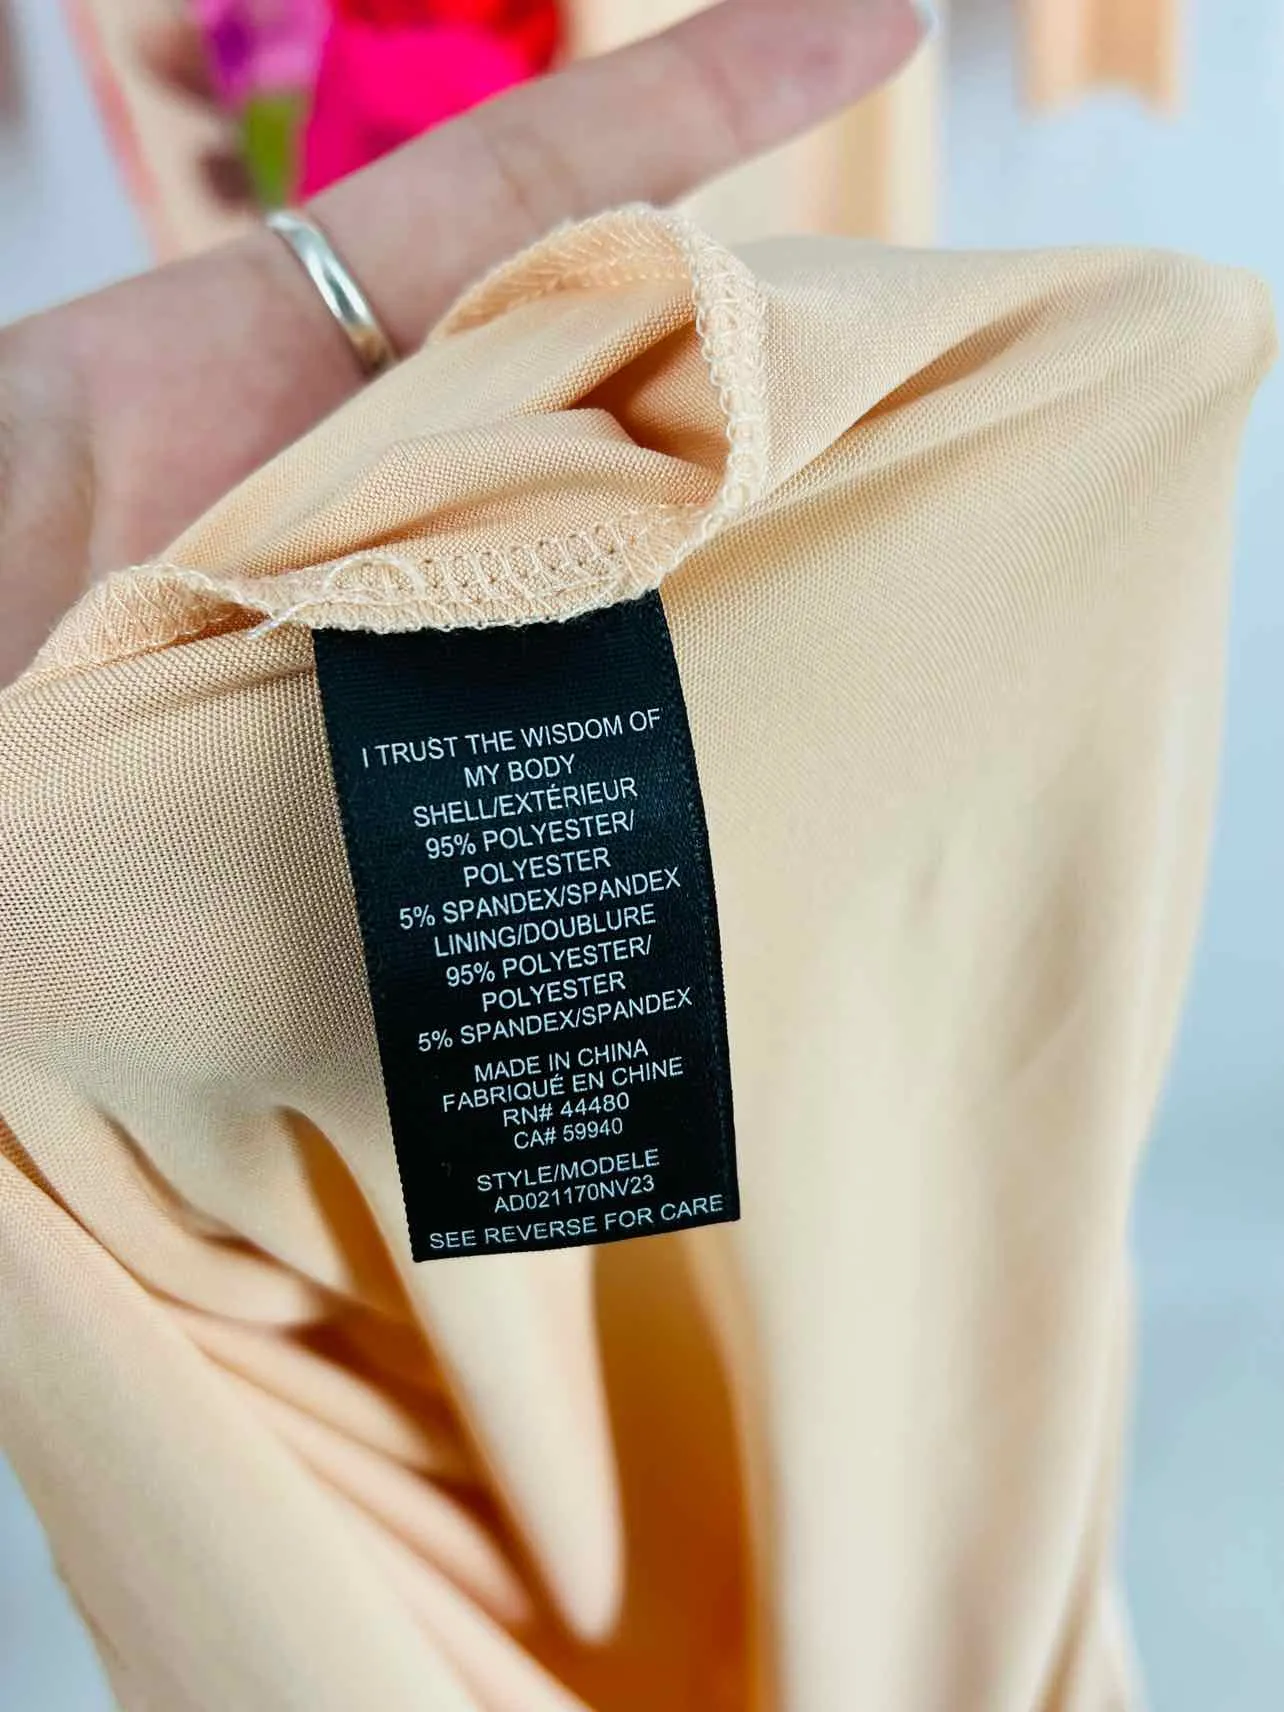 I TRUST THE WISDOM OF
MY BODY
SHELL/EXTÉRIEUR
95% POLYESTER/
POLYESTER
5% SPANDEX/SPANDEX
LINING/DOUBLURE
95% POLYESTER/
POLYESTER
5% SPANDEX/SPANDEX
MADE IN CHINA
FABRIQUÉ EN CHINE
RN# 44480
CA# 59940
STYLE/MODELE
AD021170NV23
SEE REVERSE FOR CARE